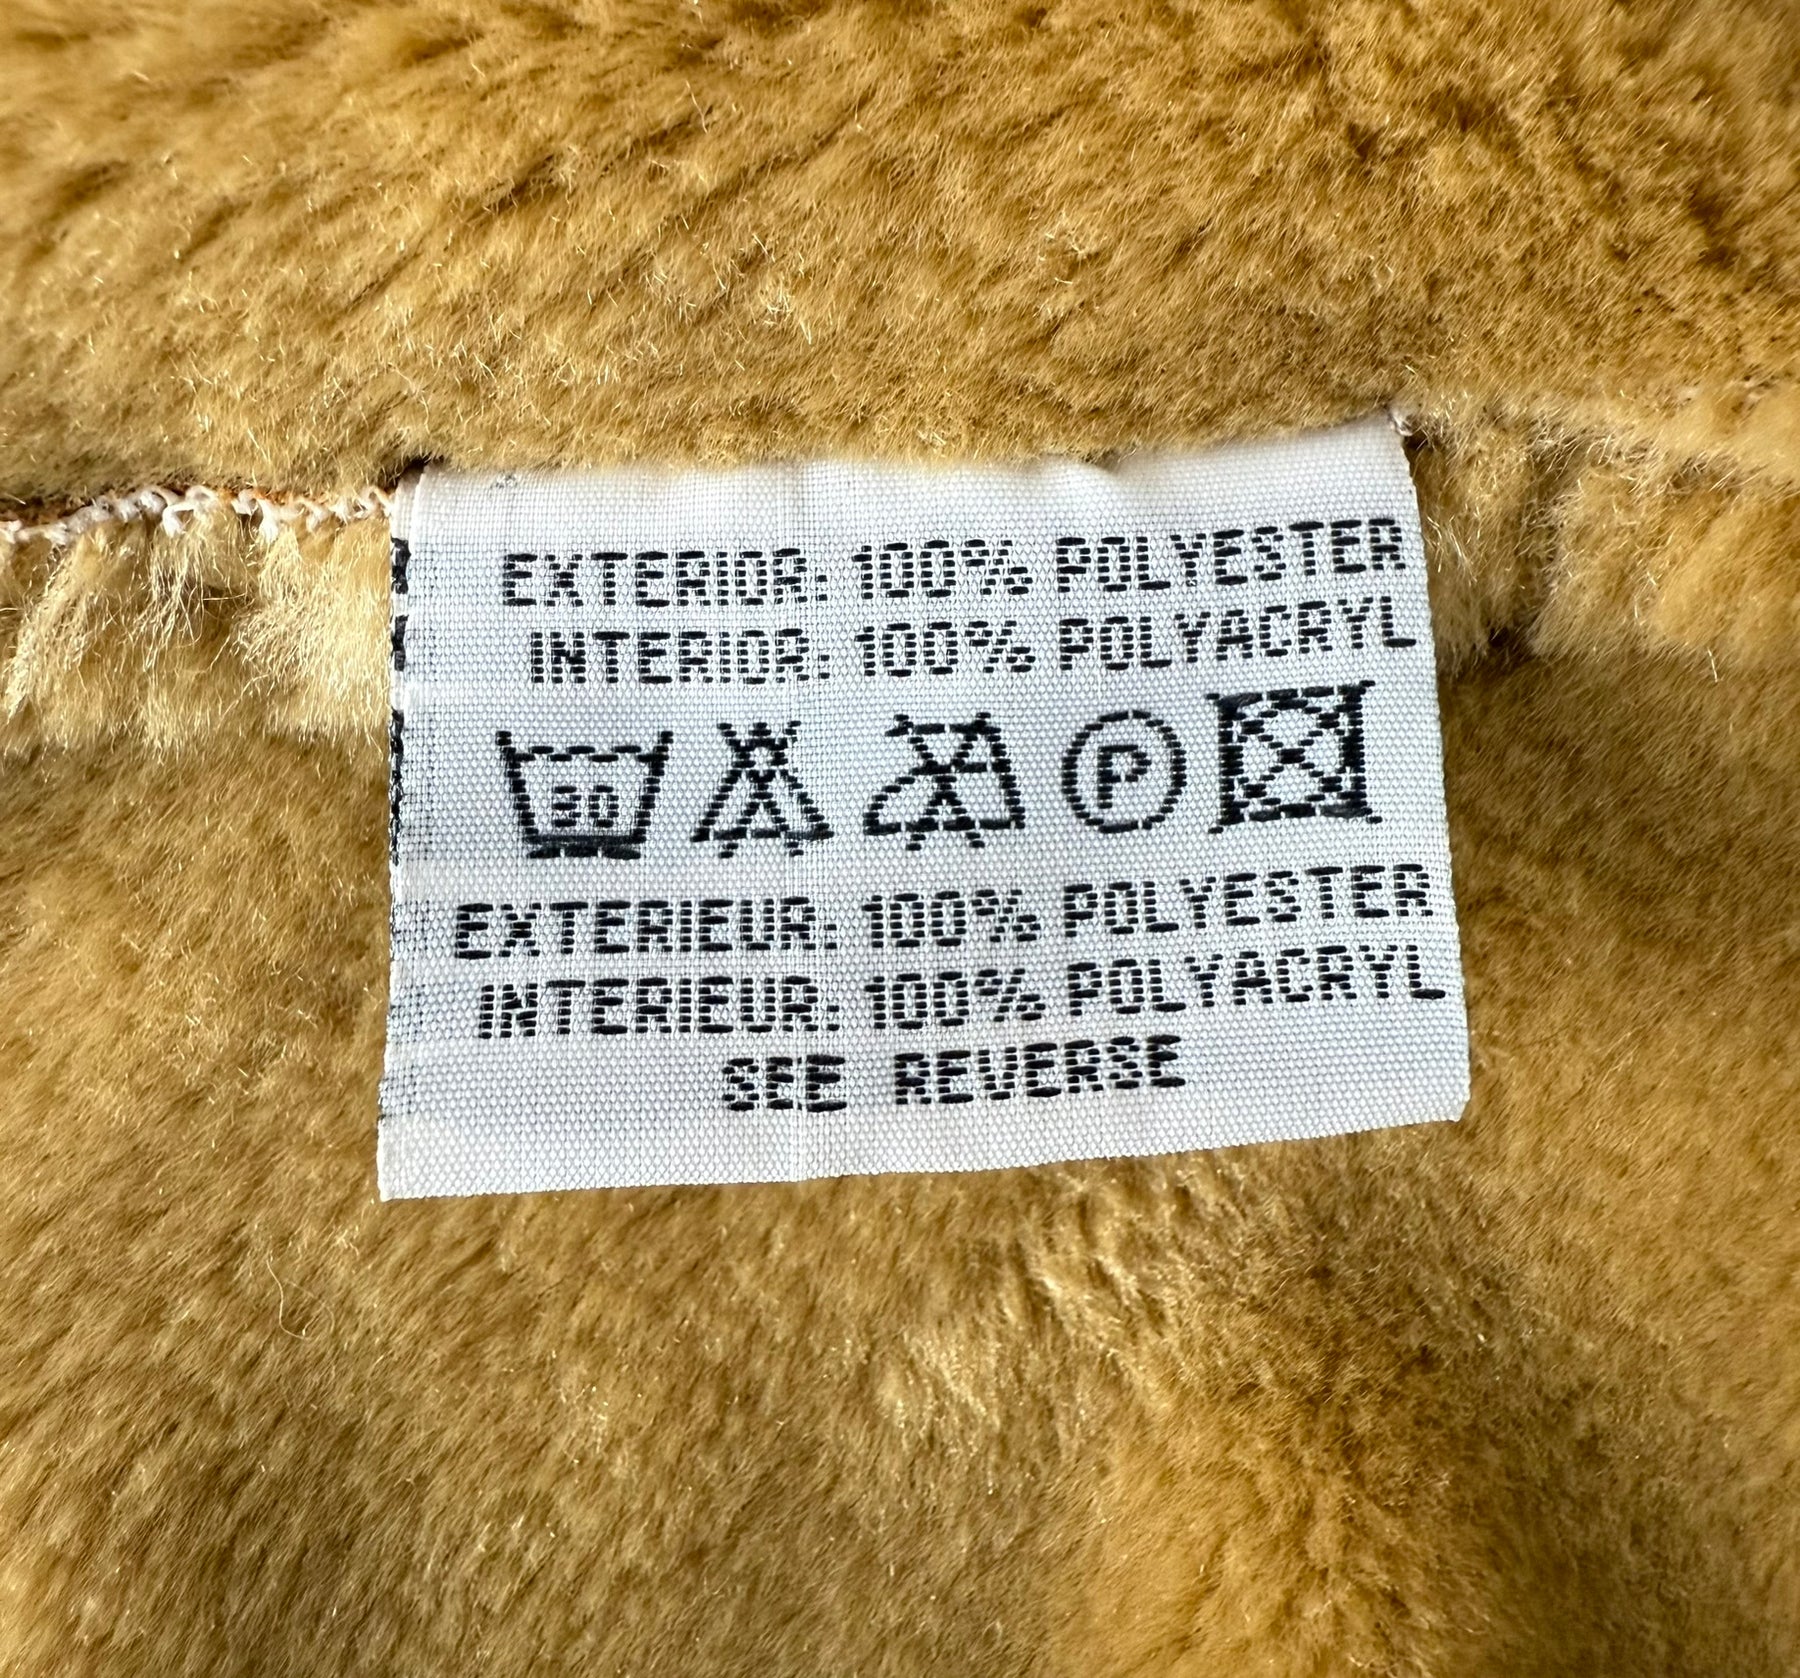 EXTERIOR: 100% POLYESTER
INTERIOR: 100% POLYACRYL
30 P
EXTERIEUR: 100% POLYESTER
INTERIEUR: 100% POLYACRYL
SEE REVERSE